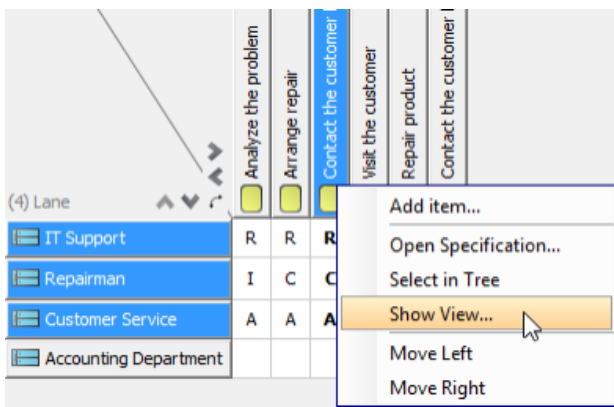 Analyze the problem
Arrange repair
Contact the customer
Visit the customer
Repair product
Contact the customer
(4) Lane
IT Support R R R
Repairman I C C
Customer Service A A A
Accounting Department
Add item...
Open Specification...
Select in Tree
Show View...
Move Left
Move Right